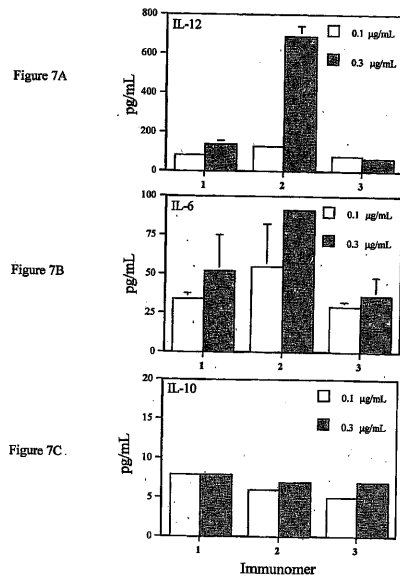 Figure 7A
IL-12
pg/mL
800
600
400
200
0
0.1 µg/mL
0.3 µg/mL
1 2 3
Figure 7B
IL-6
pg/mL
100
75
50
25
0
0.1 µg/mL
0.3 µg/mL
1 2 3
Figure 7C
IL-10
pg/mL
20
15
10
5
0
0.1 µg/mL
0.3 µg/mL
1 2 3
Immunomer